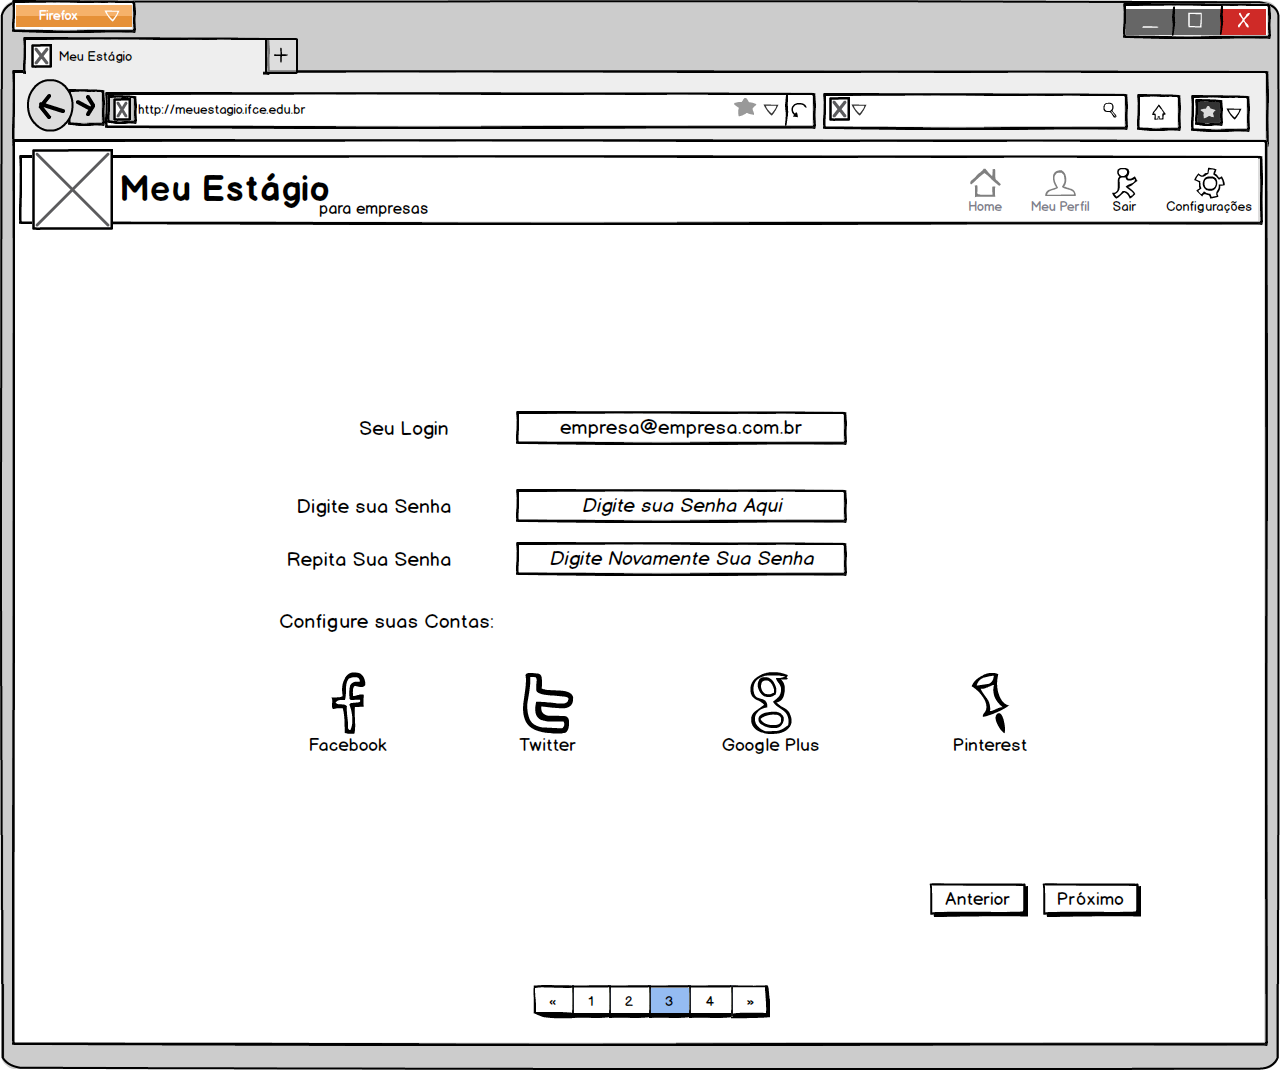 Firefox
Meu Estágio
http://meuestagio.ifce.edu.br
Meu Estágio
para empresas
Home Meu Perfil Sair Configurações
Seu Login empresa@empresa.com.br
Digite sua Senha Digite sua Senha Aqui
Repita Sua Senha Digite Novamente Sua Senha
Configure suas Contas:
Facebook Twitter Google Plus Pinterest
Anterior Próximo
« 1 2 3 4 »